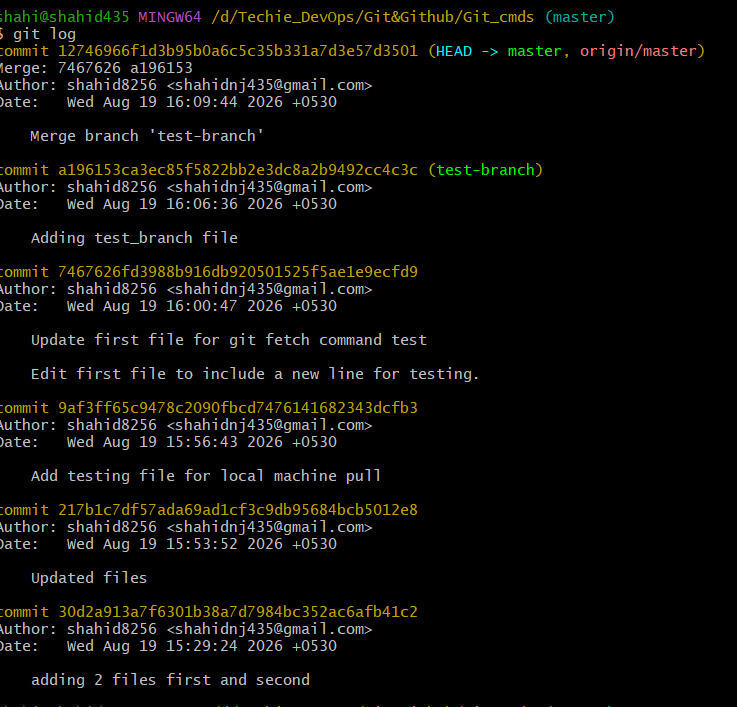 shahi@shahid435 MINGW64 /d/Techie_DevOps/Git&Github/Git_cmds (master)
$ git log
commit 12746966f1d3b95b0a6c5c35b331a7d3e57d3501 (HEAD -> master, origin/master)
Merge: 7467626 a196153
Author: shahid8256 <shahidnj435@gmail.com>
Date:   Wed Aug 19 16:09:44 2026 +0530
Merge branch 'test-branch'
commit a196153ca3ec85f5822bb2e3dc8a2b9492cc4c3c (test-branch)
Author: shahid8256 <shahidnj435@gmail.com>
Date:   Wed Aug 19 16:06:36 2026 +0530
Adding test_branch file
commit 7467626fd3988b916db920501525f5ae1e9ecfd9
Author: shahid8256 <shahidnj435@gmail.com>
Date:   Wed Aug 19 16:00:47 2026 +0530
Update first file for git fetch command test
Edit first file to include a new line for testing.
commit 9af3ff65c9478c2090fbcd7476141682343dcfb3
Author: shahid8256 <shahidnj435@gmail.com>
Date:   Wed Aug 19 15:56:43 2026 +0530
Add testing file for local machine pull
commit 217b1c7df57ada69ad1cf3c9db95684bcb5012e8
Author: shahid8256 <shahidnj435@gmail.com>
Date:   Wed Aug 19 15:53:52 2026 +0530
Updated files
commit 30d2a913a7f6301b38a7d7984bc352ac6afb41c2
Author: shahid8256 <shahidnj435@gmail.com>
Date:   Wed Aug 19 15:29:24 2026 +0530
adding 2 files first and second